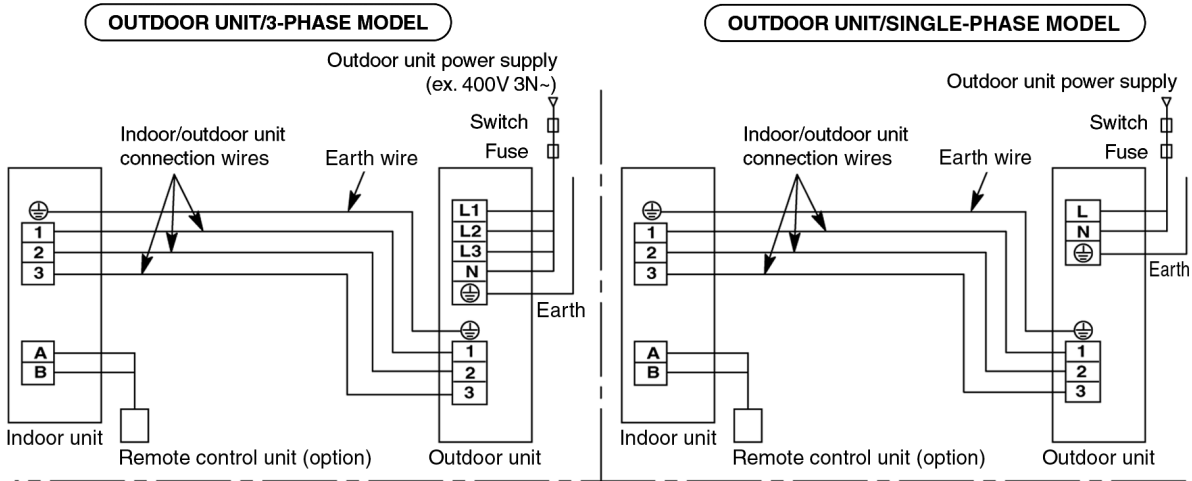 OUTDOOR UNIT/3-PHASE MODEL
Outdoor unit power supply
(ex. 400V 3N~)
Switch
Fuse
Indoor/outdoor unit
connection wires
Earth wire
1
2
3
A
B
L1
L2
L3
N
Earth
1
2
3
Indoor unit
Remote control unit (option)
Outdoor unit
OUTDOOR UNIT/SINGLE-PHASE MODEL
Outdoor unit power supply
Switch
Fuse
Indoor/outdoor unit
connection wires
Earth wire
1
2
3
A
B
L
N
Earth
1
2
3
Indoor unit
Remote control unit (option)
Outdoor unit